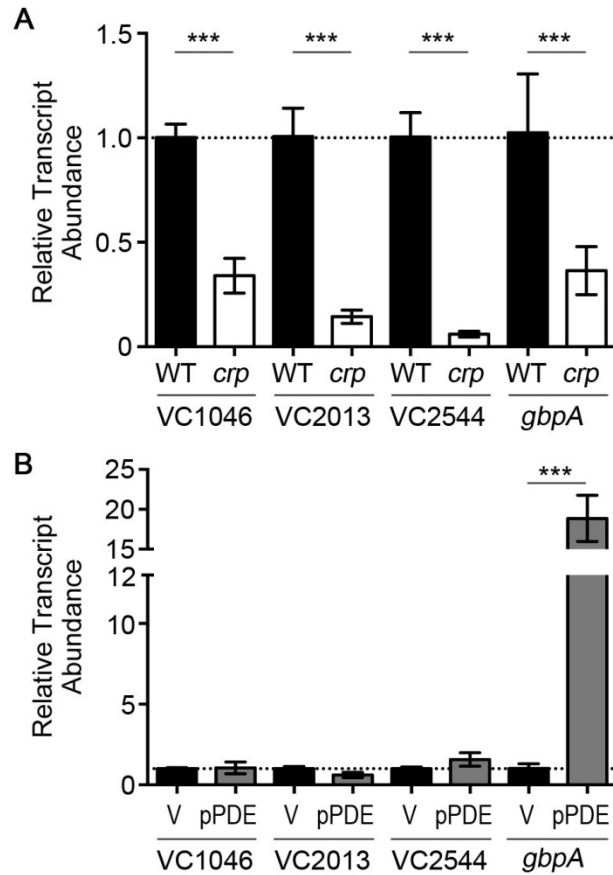 A
Relative Transcript
Abundance
1.5
1.0
0.5
0
*** *** *** ***
WT crp WT crp WT crp WT crp
VC1046 VC2013 VC2544 gbpA
B
Relative Transcript
Abundance
25
20
15
12
10
5
1
0
***
V pPDE V pPDE V pPDE V pPDE
VC1046 VC2013 VC2544 gbpA